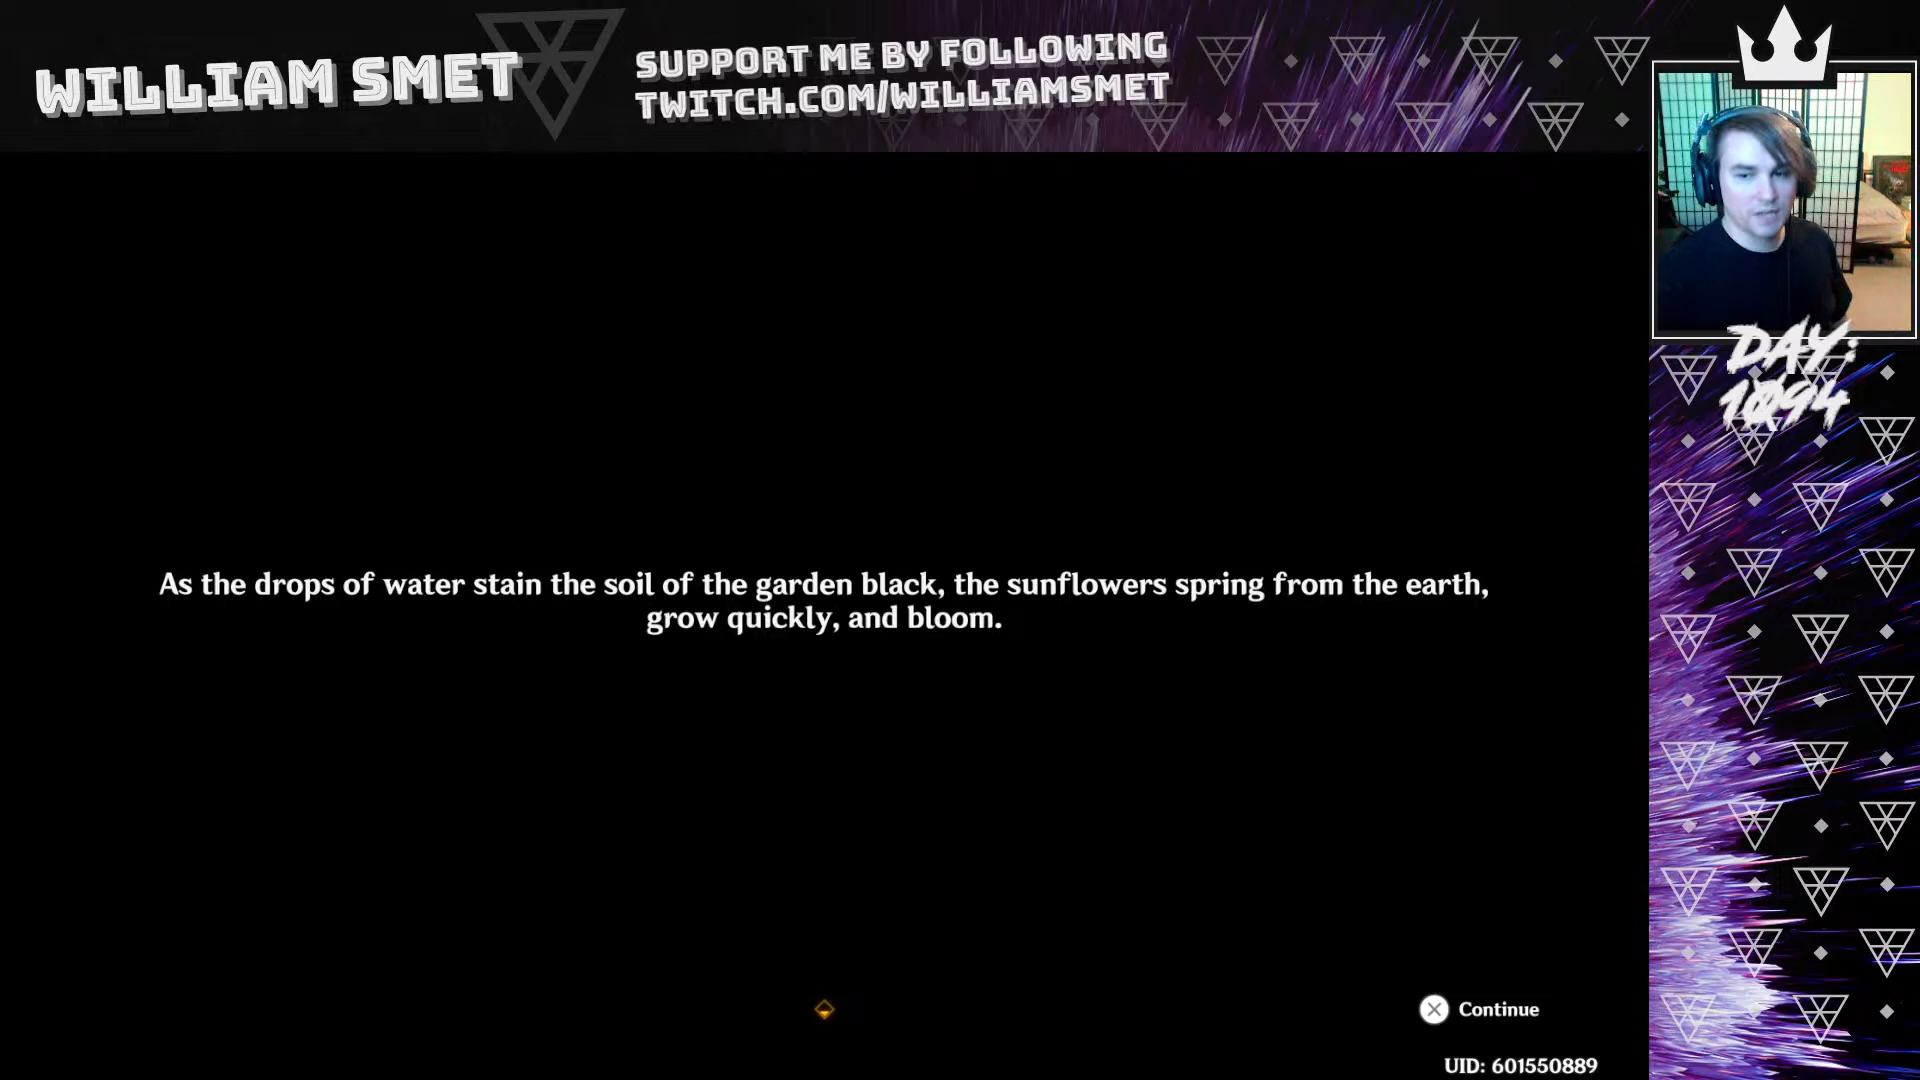 WILLIAM SMET
SUPPORT ME BY FOLLOWING
TWITCH.COM/WILLIAMSMET
DAY:
1094
As the drops of water stain the soil of the garden black, the sunflowers spring from the earth,
grow quickly, and bloom.
Continue
UID: 601550889